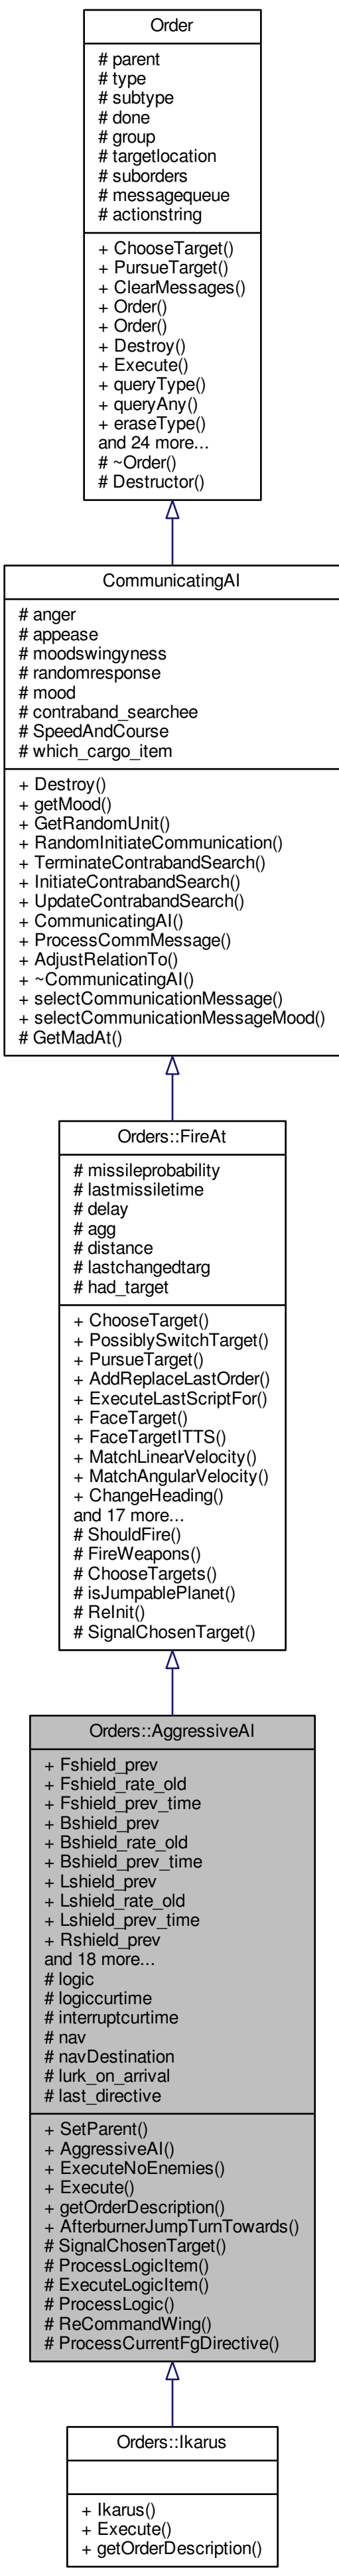 Order
# parent
# type
# subtype
# done
# group
# targetlocation
# suborders
# messagequeue
# actionstring
+ ChooseTarget()
+ PursueTarget()
+ ClearMessages()
+ Order()
+ Order()
+ Destroy()
+ Execute()
+ queryType()
+ queryAny()
+ eraseType()
and 24 more...
# ~Order()
# Destructor()
CommunicatingAI
# anger
# appease
# moodswingyness
# randomresponse
# mood
# contraband_searchee
# SpeedAndCourse
# which_cargo_item
+ Destroy()
+ getMood()
+ GetRandomUnit()
+ RandomInitiateCommunication()
+ TerminateContrabandSearch()
+ InitiateContrabandSearch()
+ UpdateContrabandSearch()
+ CommunicatingAI()
+ ProcessCommMessage()
+ AdjustRelationTo()
+ ~CommunicatingAI()
+ selectCommunicationMessage()
+ selectCommunicationMessageMood()
# GetMadAt()
Orders::FireAt
# missileprobability
# lastmissiletime
# delay
# agg
# distance
# lastchangedtarg
# had_target
+ ChooseTarget()
+ PossiblySwitchTarget()
+ PursueTarget()
+ AddReplaceLastOrder()
+ ExecuteLastScriptFor()
+ FaceTarget()
+ FaceTargetITTS()
+ MatchLinearVelocity()
+ MatchAngularVelocity()
+ ChangeHeading()
and 17 more...
# ShouldFire()
# FireWeapons()
# ChooseTargets()
# isJumpablePlanet()
# ReInit()
# SignalChosenTarget()
Orders::AggressiveAI
+ Fshield_prev
+ Fshield_rate_old
+ Fshield_prev_time
+ Bshield_prev
+ Bshield_rate_old
+ Bshield_prev_time
+ Lshield_prev
+ Lshield_rate_old
+ Lshield_prev_time
+ Rshield_prev
and 18 more...
# logic
# logiccurtime
# interruptcurtime
# nav
# navDestination
# lurk_on_arrival
# last_directive
+ SetParent()
+ AggressiveAI()
+ ExecuteNoEnemies()
+ Execute()
+ getOrderDescription()
+ AfterburnerJumpTurnTowards()
# SignalChosenTarget()
# ProcessLogicItem()
# ExecuteLogicItem()
# ProcessLogic()
# ReCommandWing()
# ProcessCurrentFgDirective()
Orders::Ikarus
+ Ikarus()
+ Execute()
+ getOrderDescription()